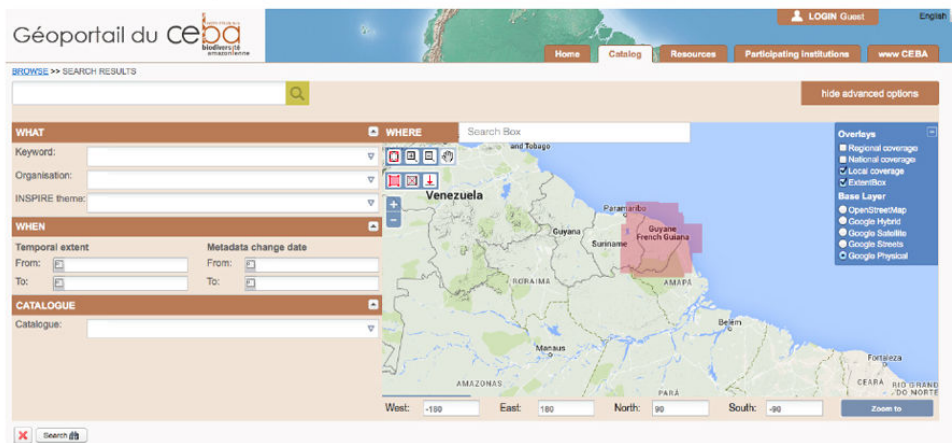 LOGIN Guest
English
Géoportail du ceba
biodiversité
amazonienne
Home
Catalog
Resources
Participating institutions
www CEBA
BROWSE >> SEARCH RESULTS
hide advanced options
WHAT
Keyword:
Organisation:
INSPIRE theme:
WHEN
Temporal extent
Metadata change date
From:
From:
To:
To:
CATALOGUE
Catalogue:
WHERE
Search Box
and Tobago
Venezuela
Paramaribo
Guyana
Suriname
Guyane
French Guiana
RORAIMA
AMAPÁ
Belém
Manaus
Fortaleza
AMAZONAS
PARÁ
CEARÁ
RIO GRANDE
DO NORTE
Overlays
Regional coverage
National coverage
Local coverage
ExtentBox
Base Layer
OpenStreetMap
Google Hybrid
Google Satellite
Google Streets
Google Physical
West: -180
East: 180
North: 90
South: -90
Zoom to
Search